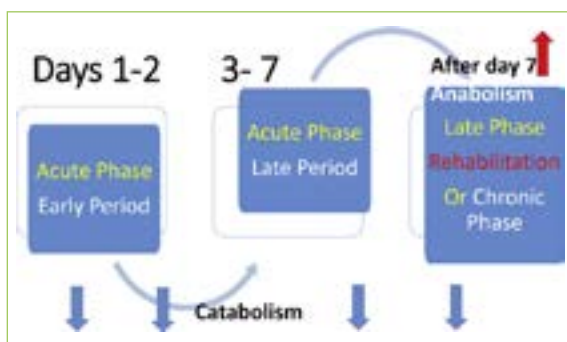 Days 1-2
3- 7
After day 7
Anabolism
Acute Phase
Early Period
Acute Phase
Late Period
Late Phase
Rehabilitation
Or Chronic
Phase
Catabolism